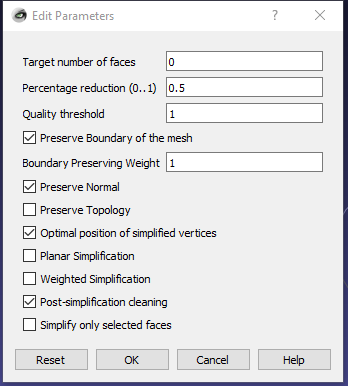 Edit Parameters
Target number of faces 0
Percentage reduction (0..1) 0.5
Quality threshold 1
Preserve Boundary of the mesh
Boundary Preserving Weight 1
Preserve Normal
Preserve Topology
Optimal position of simplified vertices
Planar Simplification
Weighted Simplification
Post-simplification cleaning
Simplify only selected faces
Reset OK Cancel Help